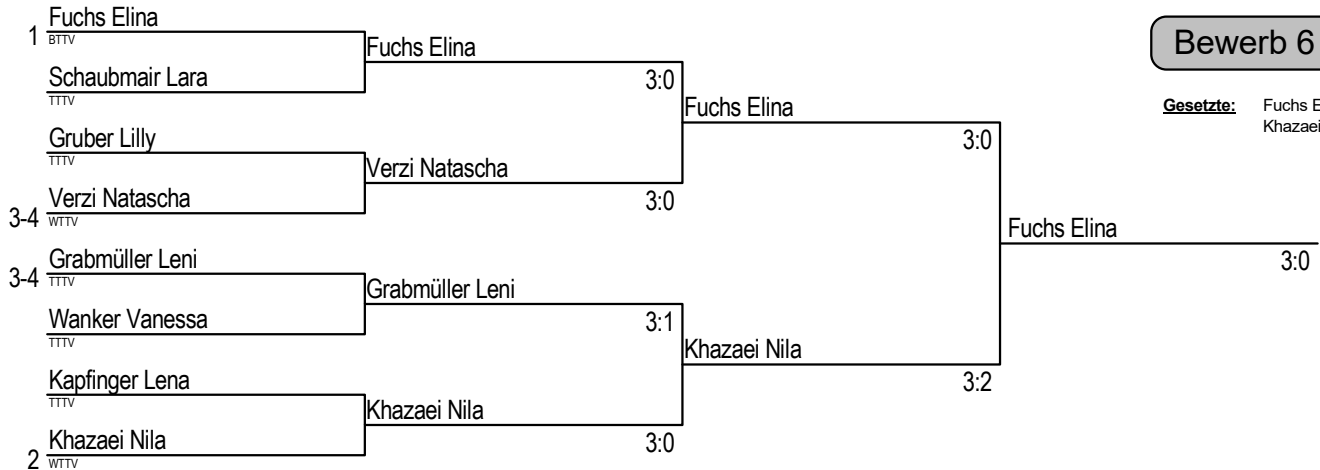 Fuchs Elina
1 BTTV
Fuchs Elina
Schaubmair Lara
3:0
TTTV
Fuchs Elina
Gruber Lilly
3:0
TTTV
Verzi Natascha
Verzi Natascha
3:0
3-4 WTTV
Fuchs Elina
Grabmüller Leni
3:0
3-4 TTTV
Grabmüller Leni
Wanker Vanessa
3:1
TTTV
Khazaei Nila
Kapfinger Lena
3:2
TTTV
Khazaei Nila
Khazaei Nila
3:0
2 WTTV
Bewerb 6
Gesetzte: Fuchs E
Khazaei